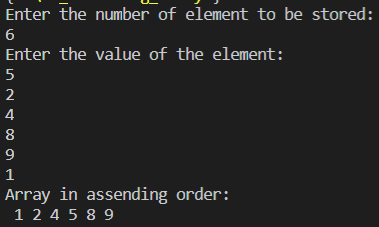 Enter the number of element to be stored:
6
Enter the value of the element:
5
2
4
8
9
1
Array in assending order:
1 2 4 5 8 9